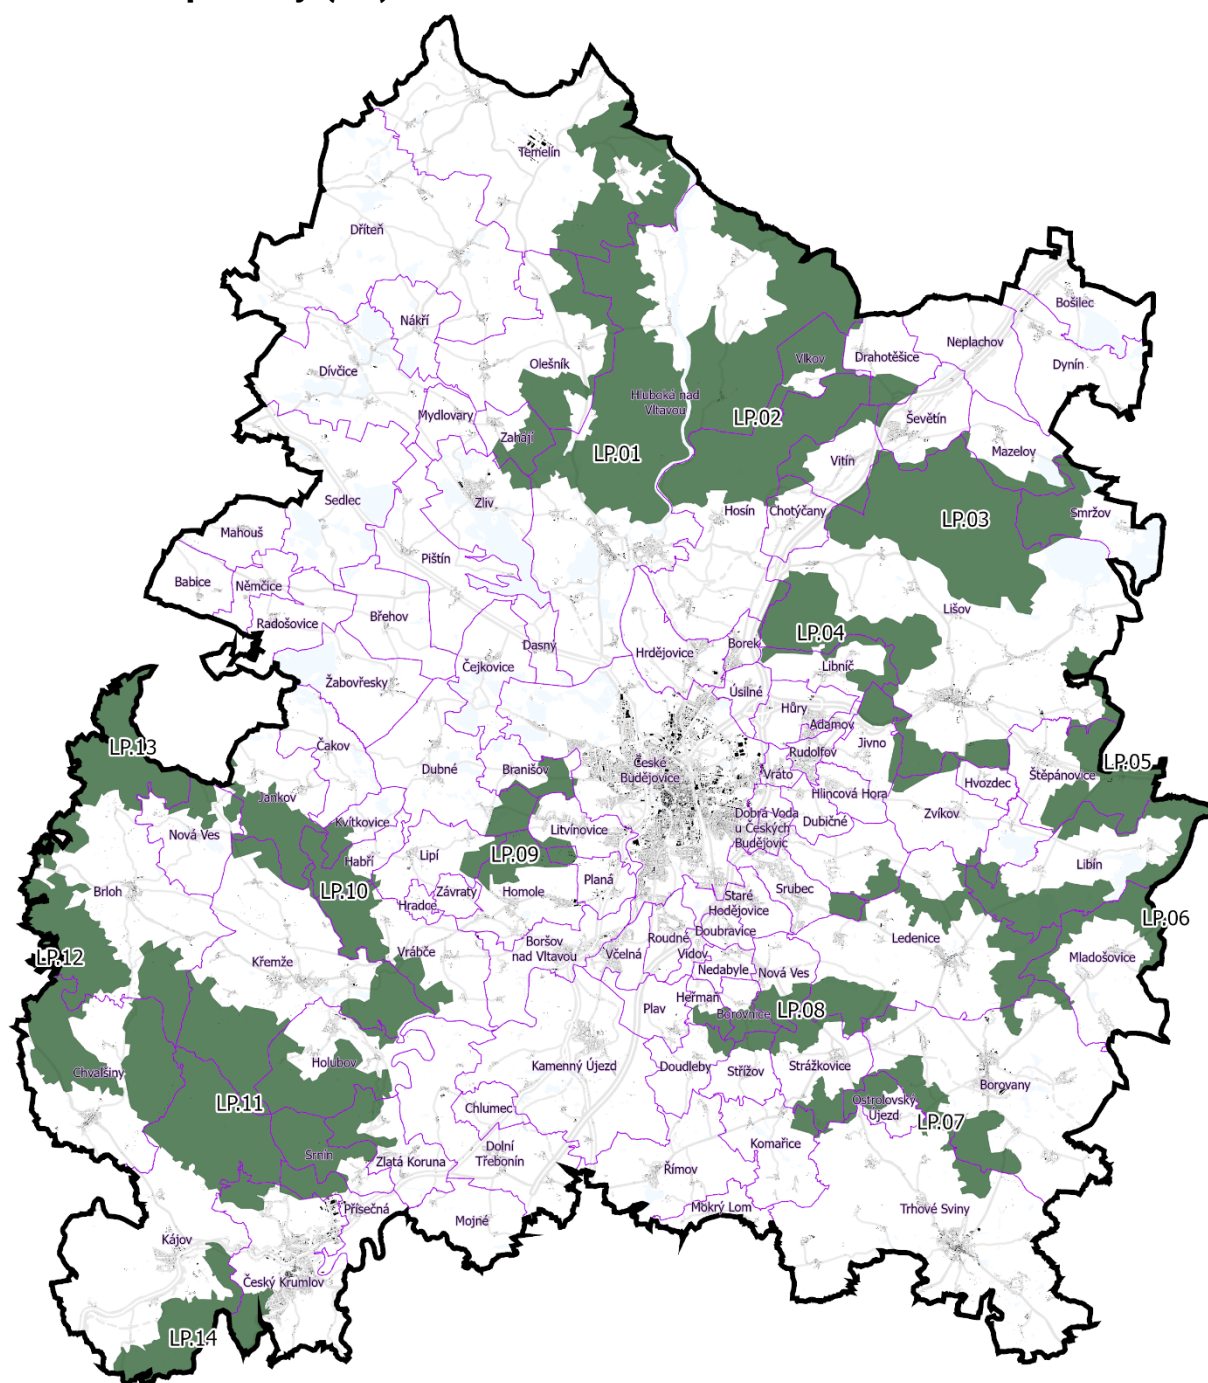 Temelín
Dříteň
Bošilec
Nákří
Neplachov
Drahotěšice
Vlkov
Dynín
Olešník
Dívčice
Hluboká nad
Vltavou
Mydlovary
LP.02
Ševětín
Zahájí
LP.01
Mazelov
Vitín
Zliv
Sedlec
Hosín
Chotýčany
LP.03
Smržov
Mahouš
Pištín
Babice
Němčice
Lišov
Břehov
Radošovice
LP.04
Dasný
Hrdějovice
Borek
Čejkovice
Libníč
Žabovřesky
Úsilné
Hůry
Adamov
LP.13
Čakov
Jivno
Rudolfov
České
Budějovice
LP.05
Dubné
Branišov
Vráto
Štěpánovice
Hvozdec
Jankov
Hlincová Hora
Dobrá Voda
u Českých
Budějovic
Zvíkov
Kvítkovice
Dubičné
Litvínovice
Nová Ves
Lipí
LP.09
Habří
Libín
Brloh
LP.10
Závraty
Homole
Planá
Srubec
Hradce
Staré
Hodějovice
LP.06
Doubravice
Roudné
Ledenice
Boršov
nad Vltavou
Vrábče
Včelná
Vidov
LP.12
Křemže
Nedabyle
Nová Ves
Mladošovice
Heřman
Plav
Borovnice
LP.08
Holubov
Kamenný Újezd
Doudleby
Střížov
Strážkovice
Chvalšiny
Borovany
LP.11
Chlumec
Ostrolovský
Újezd
LP.07
Komařice
Srnín
Zlatá Koruna
Dolní
Třebonín
Římov
Přísečná
Mojné
Mokrý Lom
Trhové Sviny
Kájov
Český Krumlov
LP.14